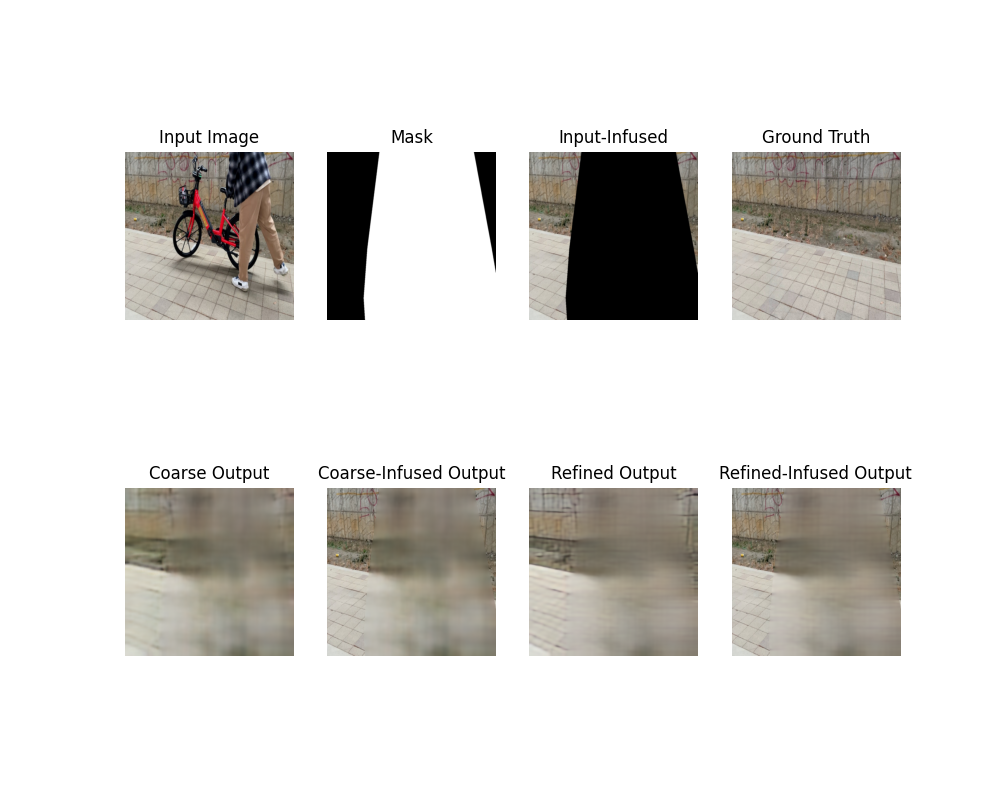 Input Image
Mask
Input-Infused
Ground Truth
Coarse Output
Coarse-Infused Output
Refined Output
Refined-Infused Output